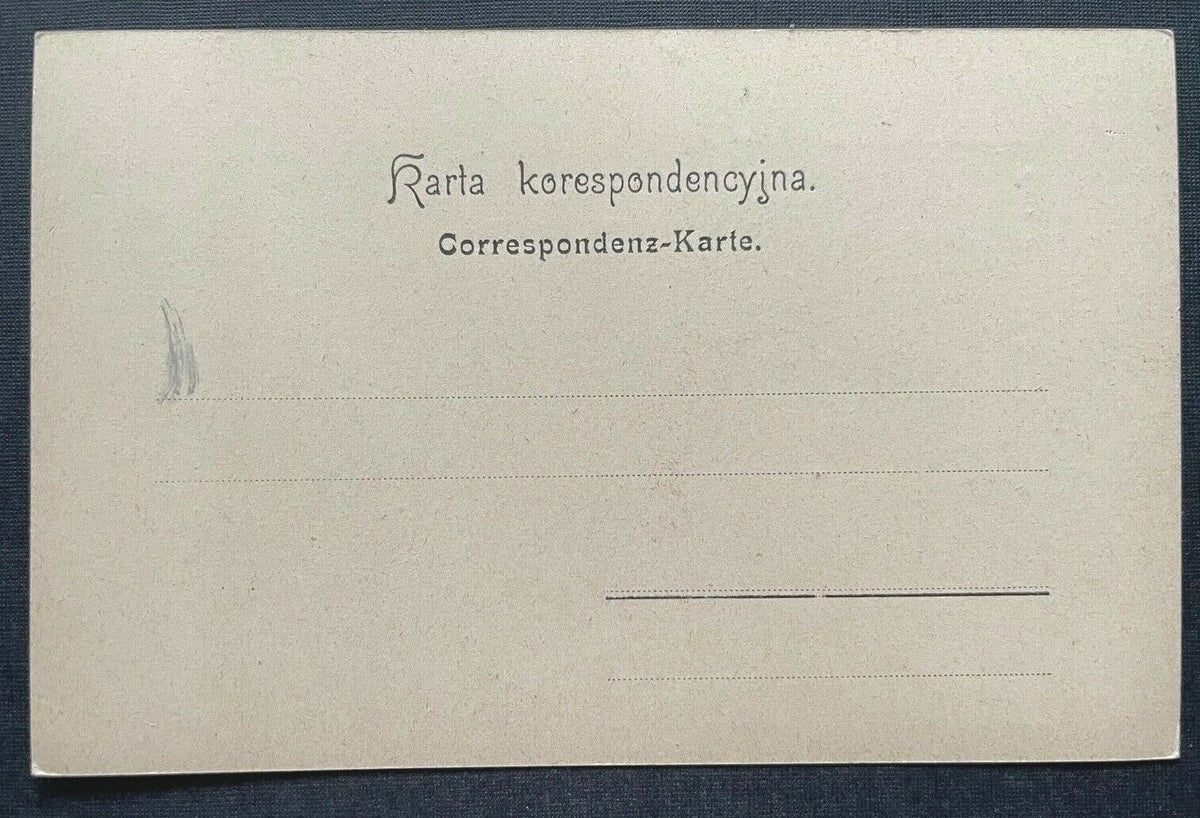 Karta korespondencyjna.
Correspondenz-Karte.